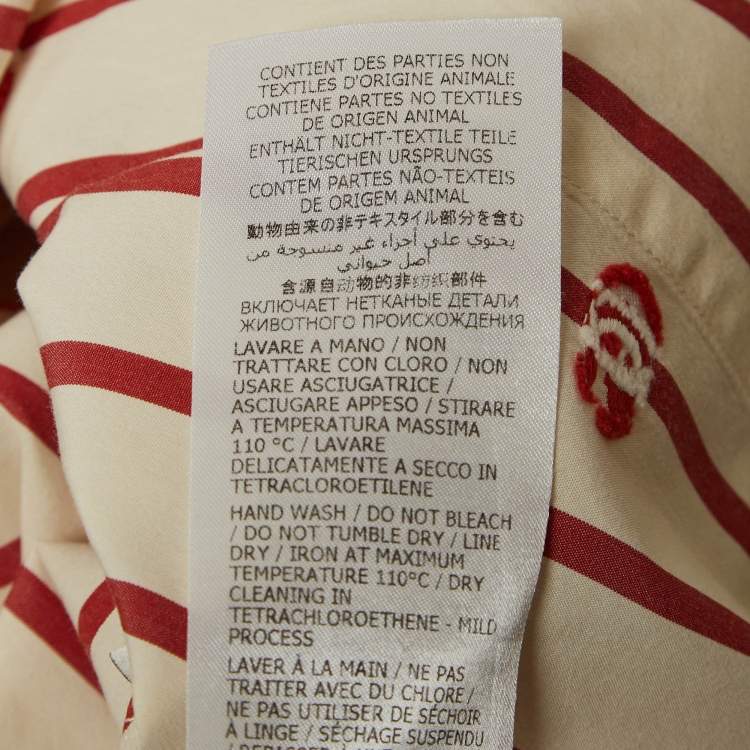 CONTIENT DES PARTIES NON
TEXTILES D'ORIGINE ANIMALE
CONTIENE PARTES NO TEXTILES
DE ORIGEN ANIMAL
ENTHÄLT NICHT-TEXTILE TEILE
TIERISCHEN URSPRUNGS
CONTEM PARTES NÃO-TEXTEIS
DE ORIGEM ANIMAL
動物由来の非テキスタイル部分を含む
يحتوي على أجزاء غير منسوجة من
أصل حيواني
含源自动物的非纺织部件
ВКЛЮЧАЕТ НЕТКАНЫЕ ДЕТАЛИ
ЖИВОТНОГО ПРОИСХОЖДЕНИЯ
LAVARE A MANO / NON
TRATTARE CON CLORO / NON
USARE ASCIUGATRICE /
ASCIUGARE APPESO / STIRARE
A TEMPERATURA MASSIMA
110 °C / LAVARE
DELICATAMENTE A SECCO IN
TETRACLOROETILENE
HAND WASH / DO NOT BLEACH
/ DO NOT TUMBLE DRY / LINE
DRY / IRON AT MAXIMUM
TEMPERATURE 110°C / DRY
CLEANING IN
TETRACHLOROETHENE - MILD
PROCESS
LAVER À LA MAIN / NE PAS
TRAITER AVEC DU CHLORE /
NE PAS UTILISER DE SÉCHOIR
À LINGE / SÉCHAGE SUSPENDU